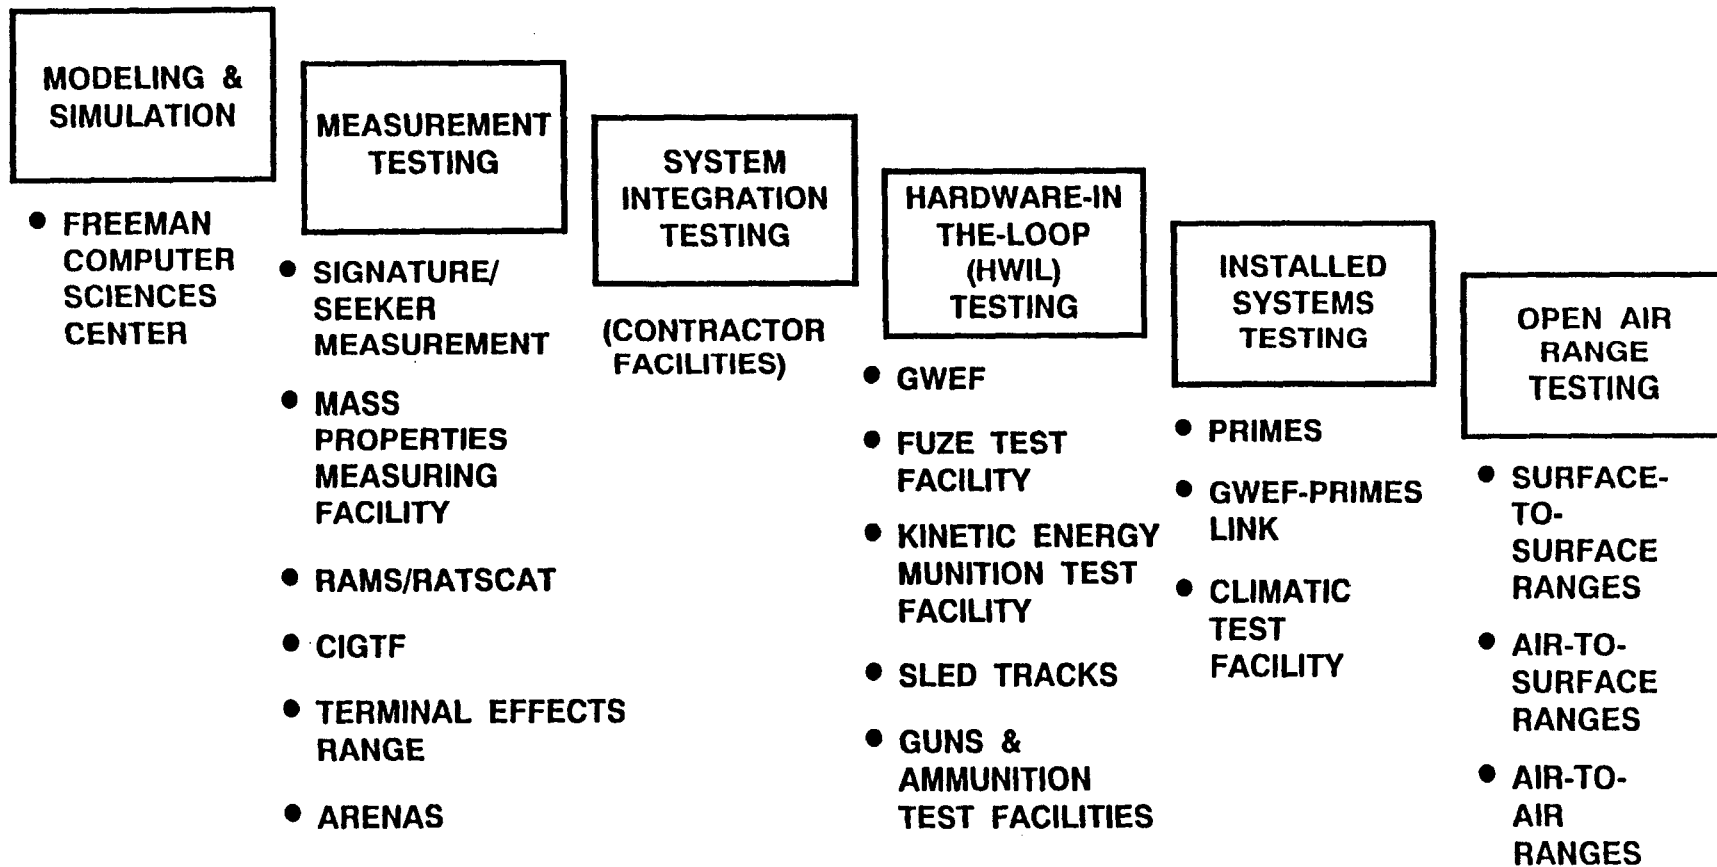 MODELING &
SIMULATION
• FREEMAN
COMPUTER
SCIENCES
CENTER
MEASUREMENT
TESTING
• SIGNATURE/
SEEKER
MEASUREMENT
• MASS
PROPERTIES
MEASURING
FACILITY
• RAMS/RATSCAT
• CIGTF
• TERMINAL EFFECTS
RANGE
• ARENAS
SYSTEM
INTEGRATION
TESTING
(CONTRACTOR
FACILITIES)
HARDWARE-IN
THE-LOOP
(HWIL)
TESTING
• GWEF
• FUZE TEST
FACILITY
• KINETIC ENERGY
MUNITION TEST
FACILITY
• SLED TRACKS
• GUNS &
AMMUNITION
TEST FACILITIES
INSTALLED
SYSTEMS
TESTING
• PRIMES
• GWEF-PRIMES
LINK
• CLIMATIC
TEST
FACILITY
OPEN AIR
RANGE
TESTING
• SURFACE-
TO-
SURFACE
RANGES
• AIR-TO-
SURFACE
RANGES
• AIR-TO-
AIR
RANGES